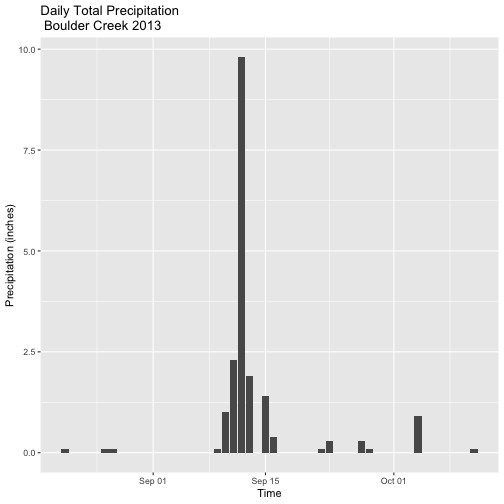 Daily Total Precipitation
Boulder Creek 2013
10.0
7.5
5.0
2.5
0.0
Precipitation (inches)
Sep 01
Sep 15
Oct 01
Time